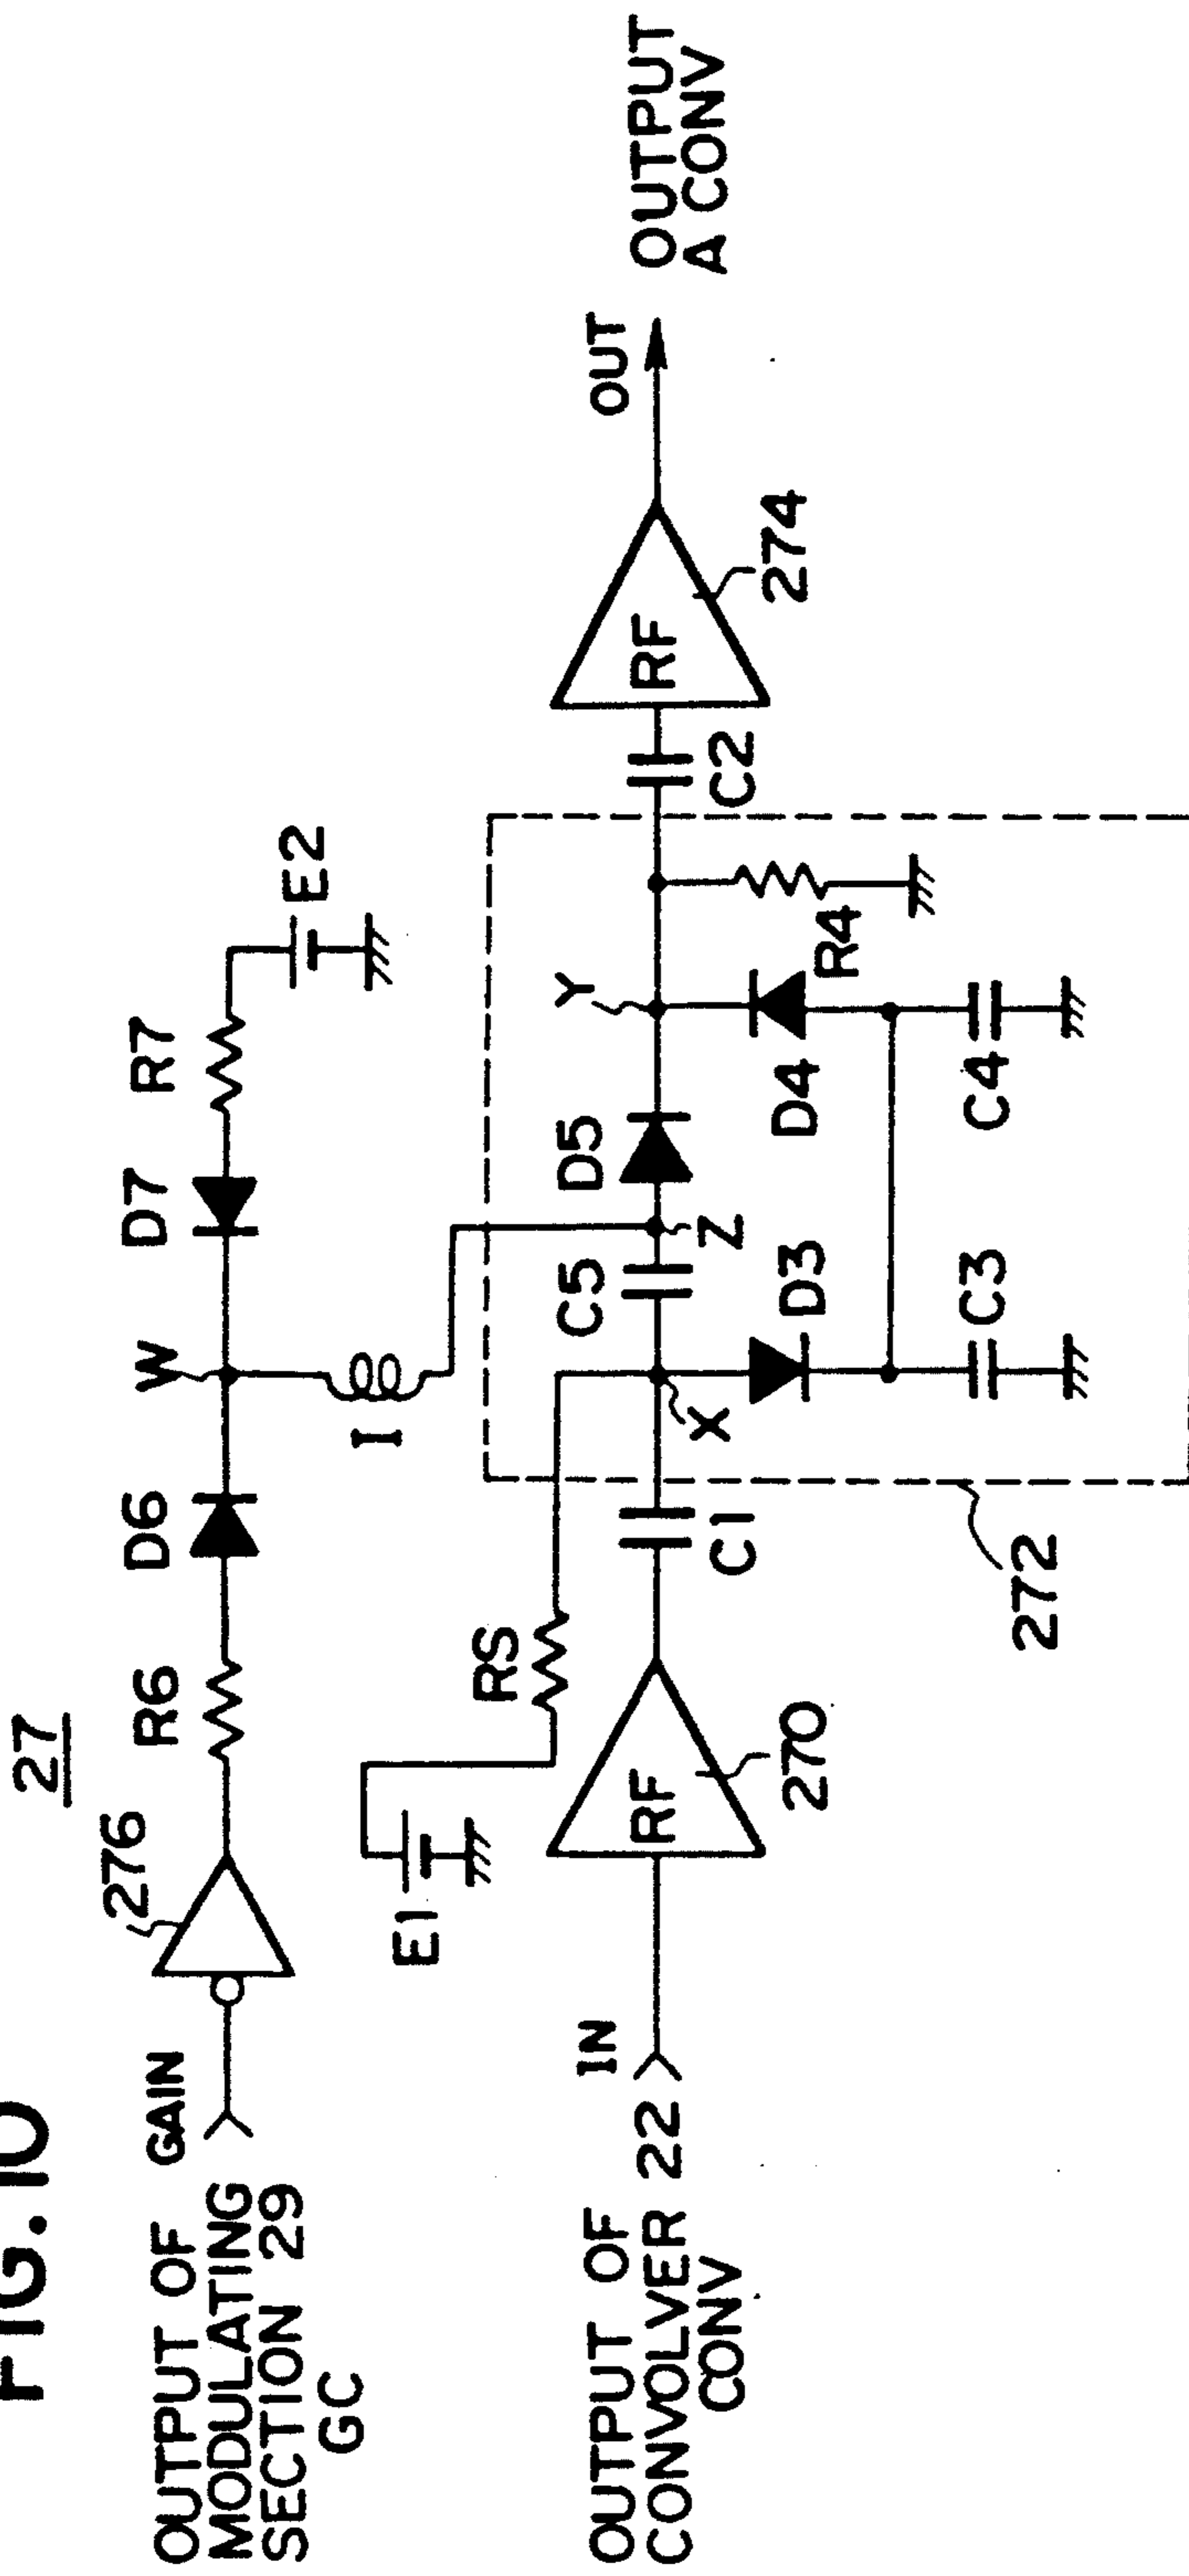 FIG. 10
27
OUTPUT OF
MODULATING
SECTION 29
GC
GAIN
276
R6
D6
W
D7
R7
E2
I
E1
RS
OUTPUT OF
CONVOLVER 22
CONV
IN
RF
270
C1
X
C5
Z
D5
Y
D3
D4
R4
C3
C4
272
C2
RF
274
OUT
OUTPUT
A CONV